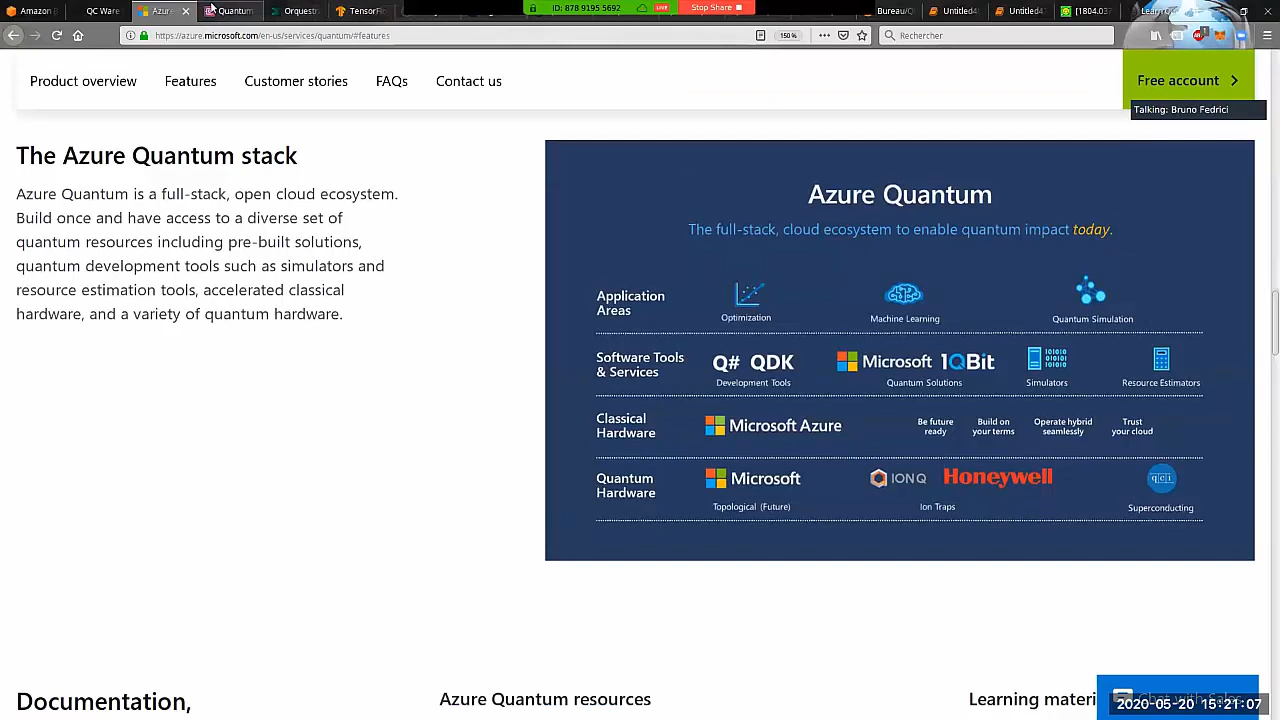 Amazon B
QC Ware
Azure
Quantum
Orquestr
TensorF
ID: 878 9195 5692
LIVE
Stop Share
Bureau/Q
Untitled4
Untitled4
[1804.03
https://azure.microsoft.com/en-us/services/quantum/#features
150%
Rechercher
Product overview
Features
Customer stories
FAQs
Contact us
Free account
Talking: Bruno Fedrici
The Azure Quantum stack
Azure Quantum is a full-stack, open cloud ecosystem.
Build once and have access to a diverse set of
quantum resources including pre-built solutions,
quantum development tools such as simulators and
resource estimation tools, accelerated classical
hardware, and a variety of quantum hardware.
Azure Quantum
The full-stack, cloud ecosystem to enable quantum impact today.
Application
Areas
Optimization
Machine Learning
Quantum Simulation
Software Tools
& Services
Q# QDK
Development Tools
Microsoft 1QBit
Quantum Solutions
Simulators
Resource Estimators
Classical
Hardware
Microsoft Azure
Be future
ready
Build on
your terms
Operate hybrid
seamlessly
Trust
your cloud
Quantum
Hardware
Microsoft
Topological (Future)
IONQ Honeywell
Ion Traps
q|c|i
Superconducting
Documentation,
Azure Quantum resources
Learning materi
Chat with Sales
2020-05-20 15:21:07